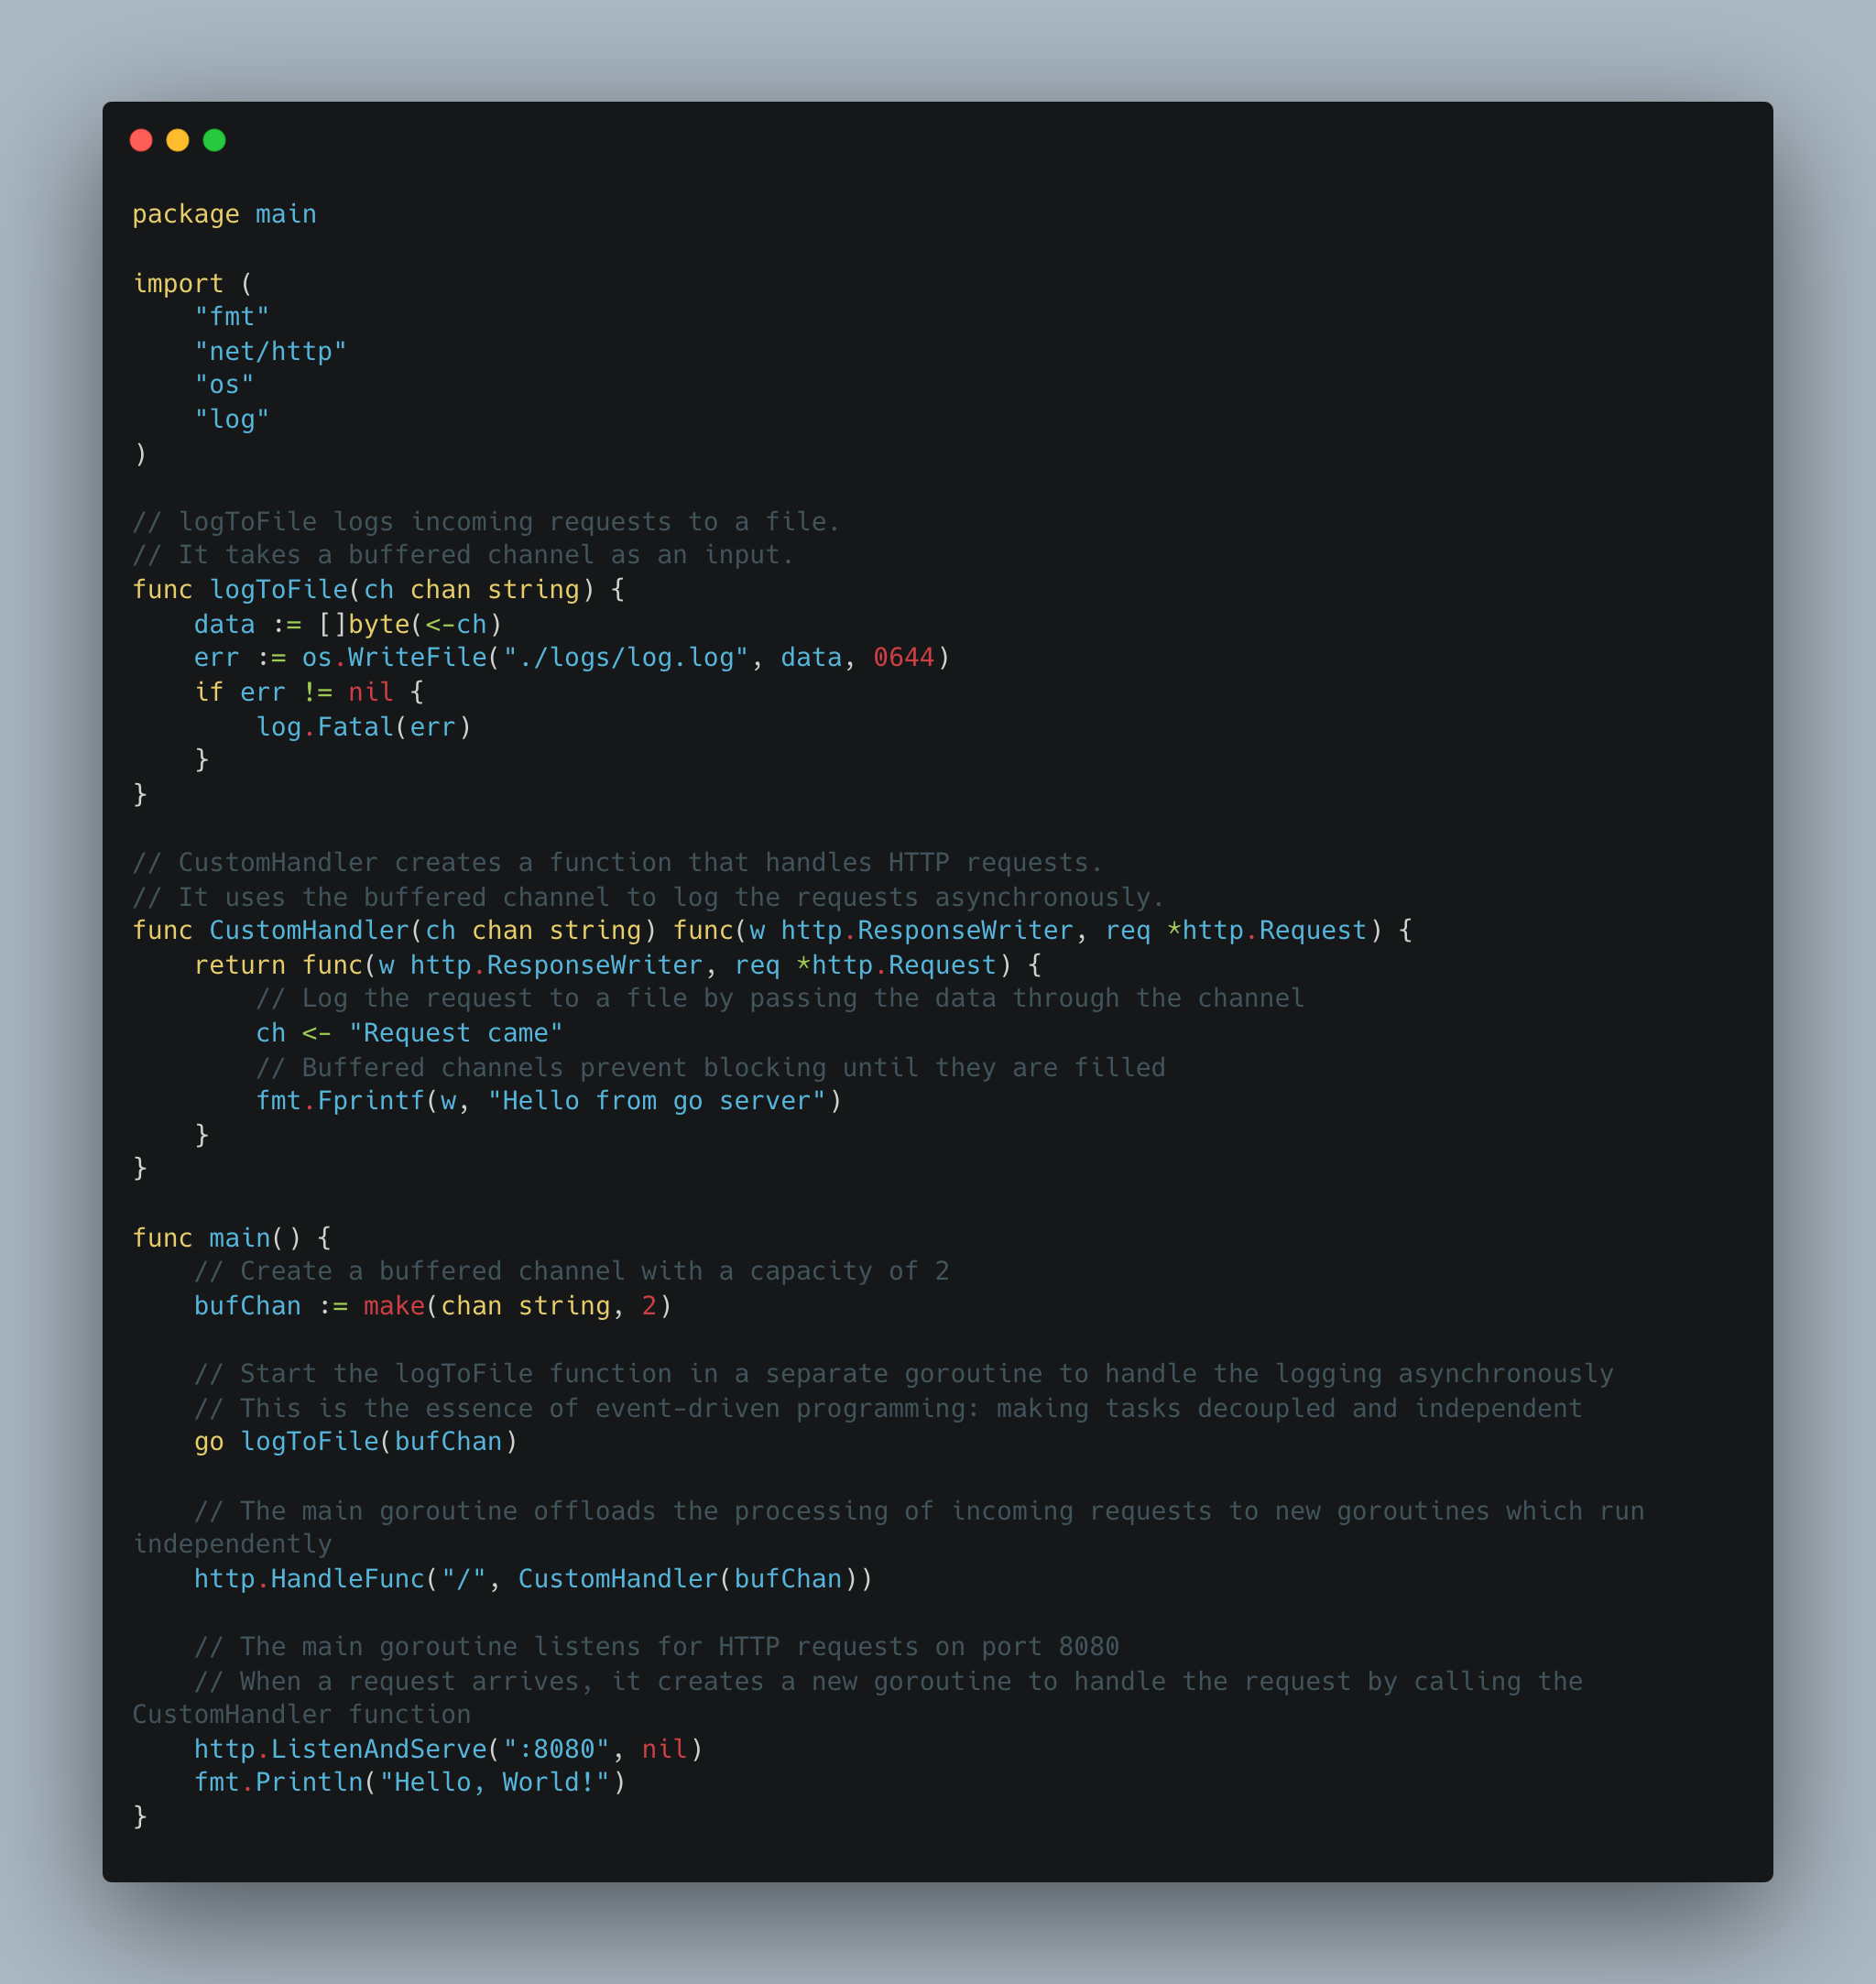 package main
import (
"fmt"
"net/http"
"os"
"log"
)
// logToFile logs incoming requests to a file.
// It takes a buffered channel as an input.
func logToFile(ch chan string) {
data := []byte(<-ch)
err := os.WriteFile("./logs/log.log", data, 0644)
if err != nil {
log.Fatal(err)
}
}
// CustomHandler creates a function that handles HTTP requests.
// It uses the buffered channel to log the requests asynchronously.
func CustomHandler(ch chan string) func(w http.ResponseWriter, req *http.Request) {
return func(w http.ResponseWriter, req *http.Request) {
// Log the request to a file by passing the data through the channel
ch <- "Request came"
// Buffered channels prevent blocking until they are filled
fmt.Fprintf(w, "Hello from go server")
}
}
func main() {
// Create a buffered channel with a capacity of 2
bufChan := make(chan string, 2)
// Start the logToFile function in a separate goroutine to handle the logging asynchronously
// This is the essence of event-driven programming: making tasks decoupled and independent
go logToFile(bufChan)
// The main goroutine offloads the processing of incoming requests to new goroutines which run
independently
http.HandleFunc("/", CustomHandler(bufChan))
// The main goroutine listens for HTTP requests on port 8080
// When a request arrives, it creates a new goroutine to handle the request by calling the
CustomHandler function
http.ListenAndServe(":8080", nil)
fmt.Println("Hello, World!")
}